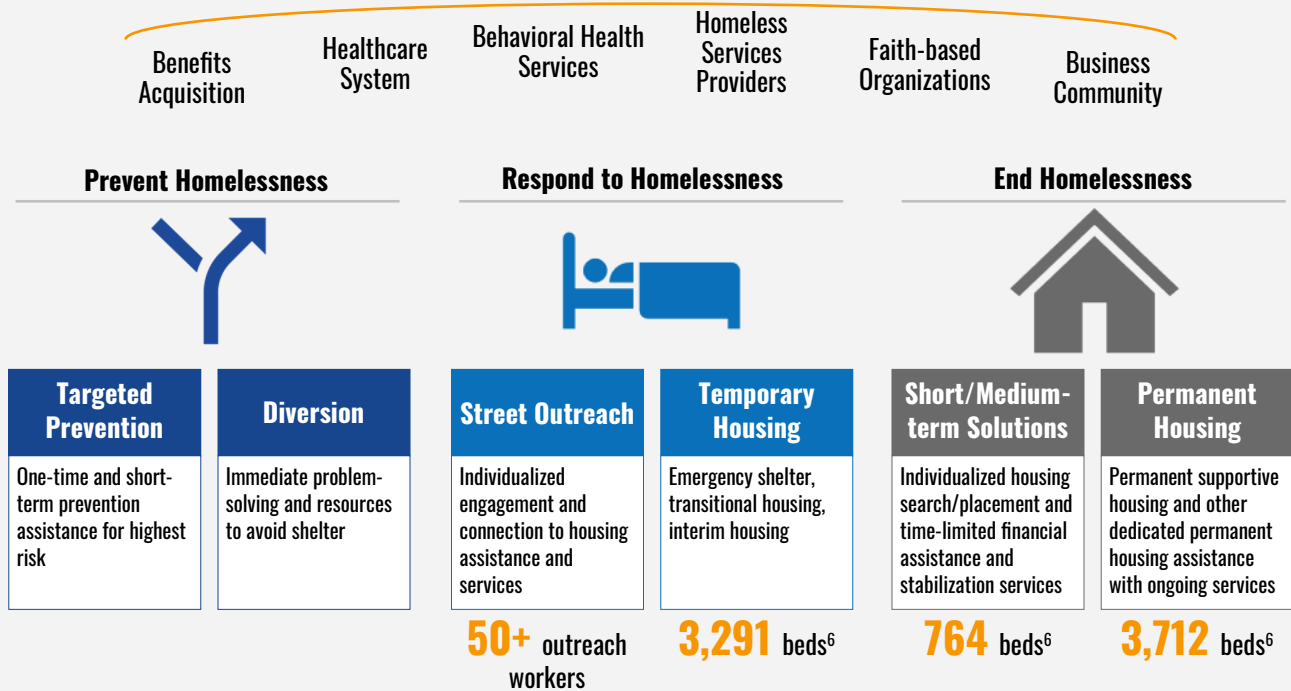 Benefits
Acquisition
Healthcare
System
Behavioral Health
Services
Homeless
Services
Providers
Faith-based
Organizations
Business
Community
Prevent Homelessness
Respond to Homelessness
End Homelessness
Targeted
Prevention
One-time and short-
term prevention
assistance for highest
risk
Diversion
Immediate problem-
solving and resources
to avoid shelter
Street Outreach
Individualized
engagement and
connection to housing
assistance and
services
50+ outreach
workers
Temporary
Housing
Emergency shelter,
transitional housing,
interim housing
3,291 beds⁶
Short/Medium-
term Solutions
Individualized housing
search/placement and
time-limited financial
assistance and
stabilization services
764 beds⁶
Permanent
Housing
Permanent supportive
housing and other
dedicated permanent
housing assistance
with ongoing services
3,712 beds⁶